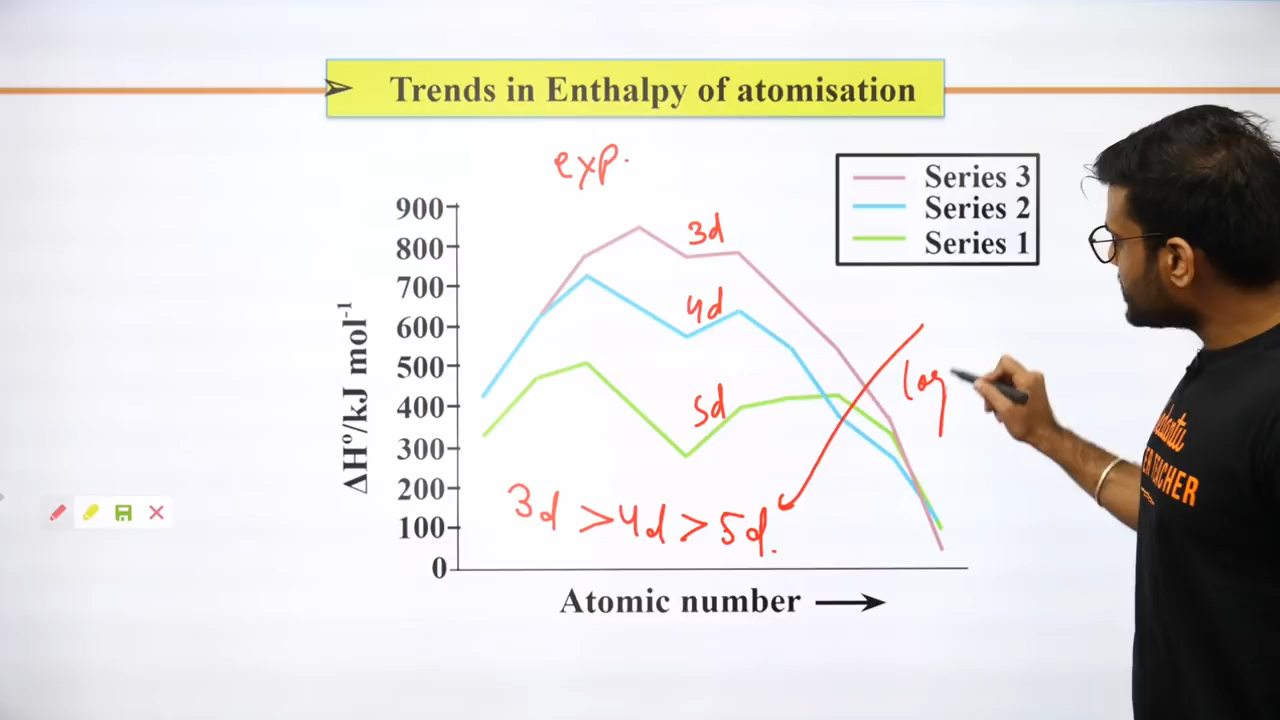 ➢ Trends in Enthalpy of atomisation
exp.
Series 3
Series 2
Series 1
900
800
700
600
500
400
300
200
100
0
ΔH°/kJ mol⁻¹
3d
4d
5d
log
3d > 4d > 5d.
Atomic number →